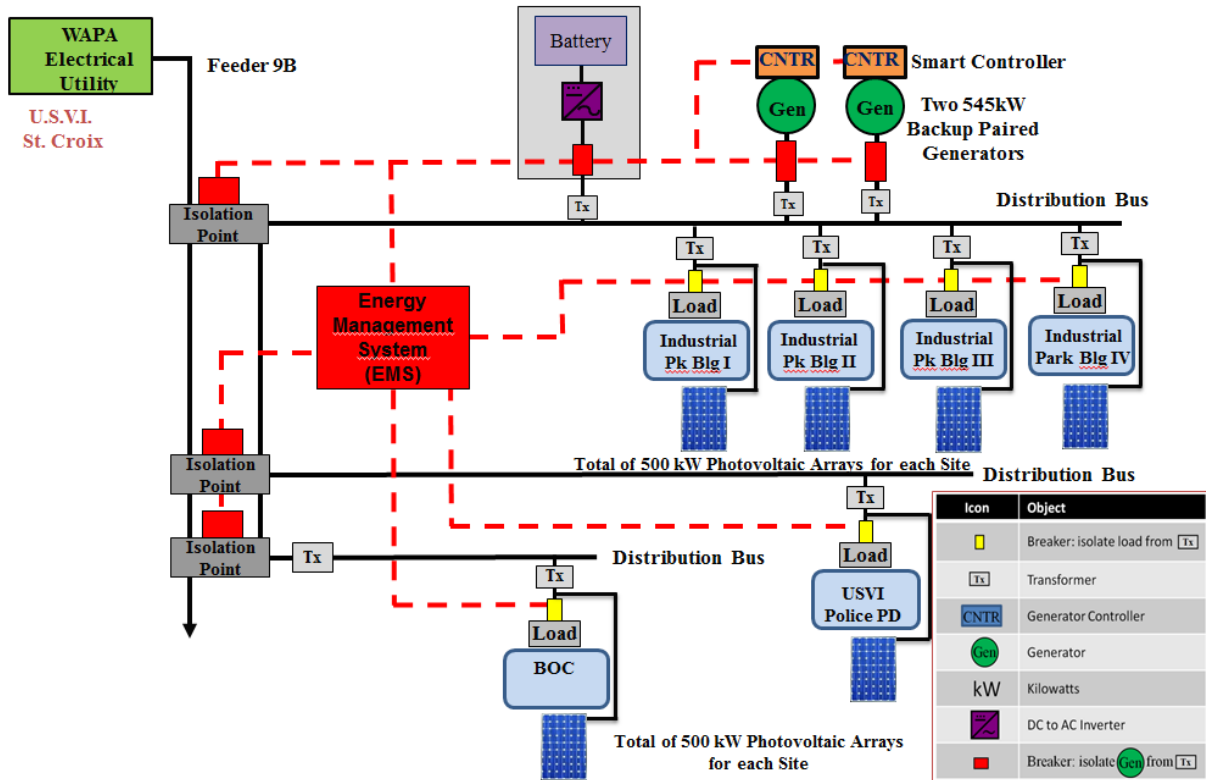 WAPA
Electrical
Utility
U.S.V.I.
St. Croix
Feeder 9B
Battery
CNTR
CNTR
Smart Controller
Gen
Gen
Two 545kW
Backup Paired
Generators
Tx
Tx
Tx
Distribution Bus
Isolation
Point
Tx
Tx
Tx
Tx
Load
Load
Load
Load
Industrial
Pk Blg I
Industrial
Pk Blg II
Industrial
Pk Blg III
Industrial
Park Blg IV
Energy
Management
System
(EMS)
Total of 500 kW Photovoltaic Arrays for each Site
Isolation
Point
Distribution Bus
Tx
Load
USVI
Police PD
Isolation
Point
Tx
Distribution Bus
Tx
Load
BOC
Total of 500 kW Photovoltaic Arrays
for each Site
Icon Object
Breaker: isolate load from Tx
Tx Transformer
CNTR Generator Controller
Gen Generator
kW Kilowatts
DC to AC Inverter
Breaker: isolate Gen from Tx